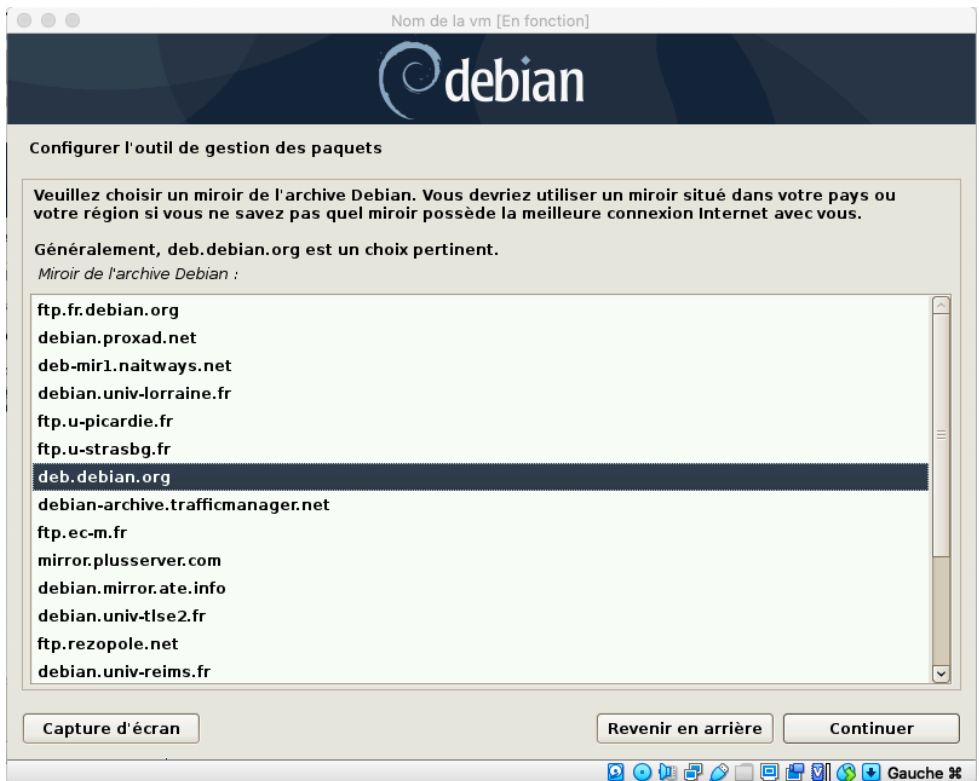 Nom de la vm [En fonction]
debian
Configurer l'outil de gestion des paquets
Veuillez choisir un miroir de l'archive Debian. Vous devriez utiliser un miroir situé dans votre pays ou
votre région si vous ne savez pas quel miroir possède la meilleure connexion Internet avec vous.
Généralement, deb.debian.org est un choix pertinent.
Miroir de l'archive Debian :
ftp.fr.debian.org
debian.proxad.net
deb-mir1.naitways.net
debian.univ-lorraine.fr
ftp.u-picardie.fr
ftp.u-strasbg.fr
deb.debian.org
debian-archive.trafficmanager.net
ftp.ec-m.fr
mirror.plusserver.com
debian.mirror.ate.info
debian.univ-tlse2.fr
ftp.rezopole.net
debian.univ-reims.fr
Capture d'écran
Revenir en arrière
Continuer
Gauche ⌘